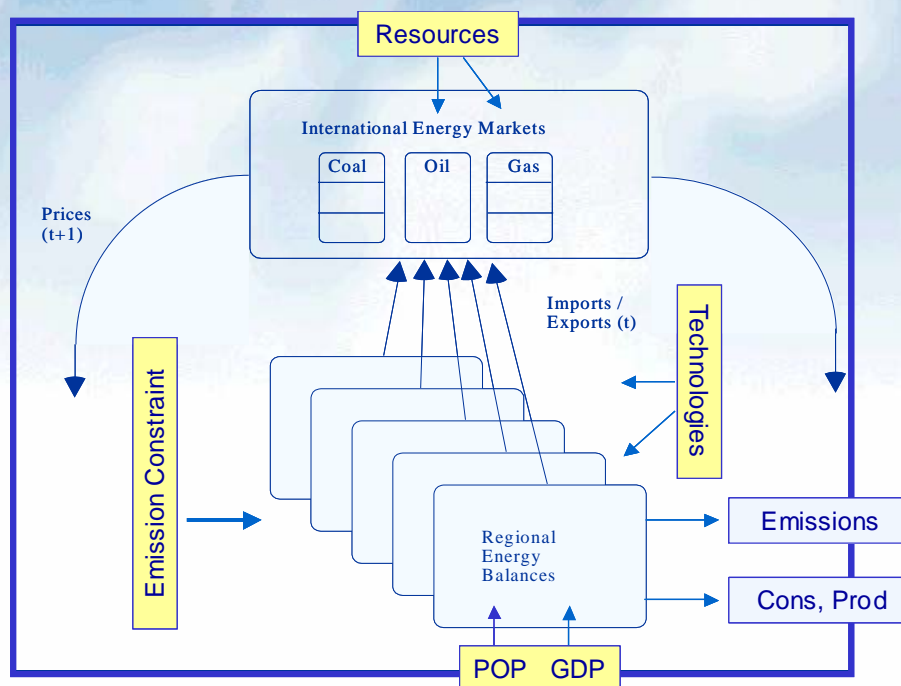 Resources
International Energy Markets
Coal
Oil
Gas
Prices
(t+1)
Imports /
Exports (t)
Technologies
Emission Constraint
Regional
Energy
Balances
Emissions
Cons, Prod
POP GDP